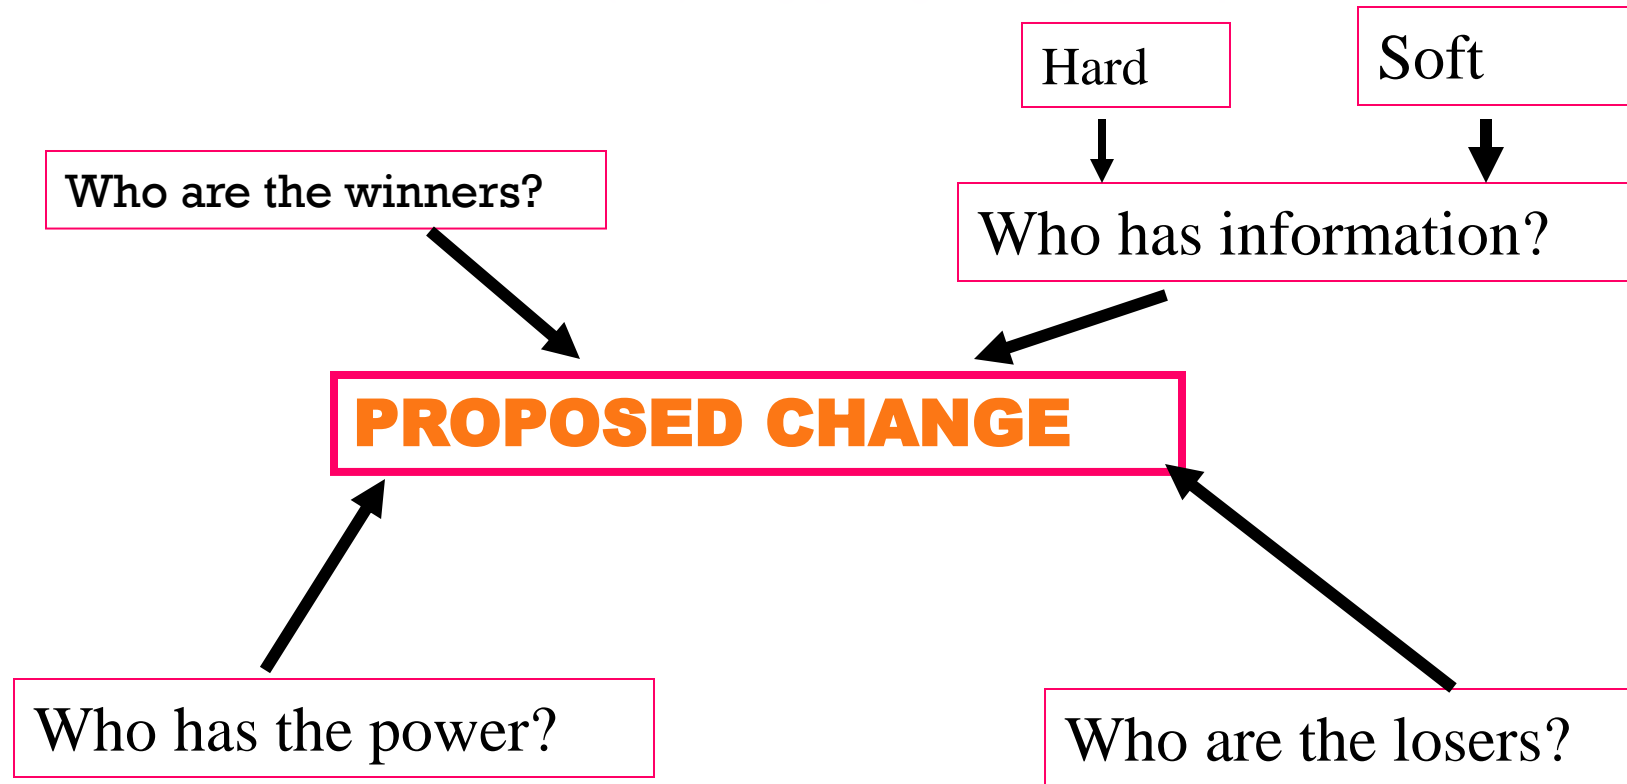 Hard
Soft
Who are the winners?
Who has information?
PROPOSED CHANGE
Who has the power?
Who are the losers?